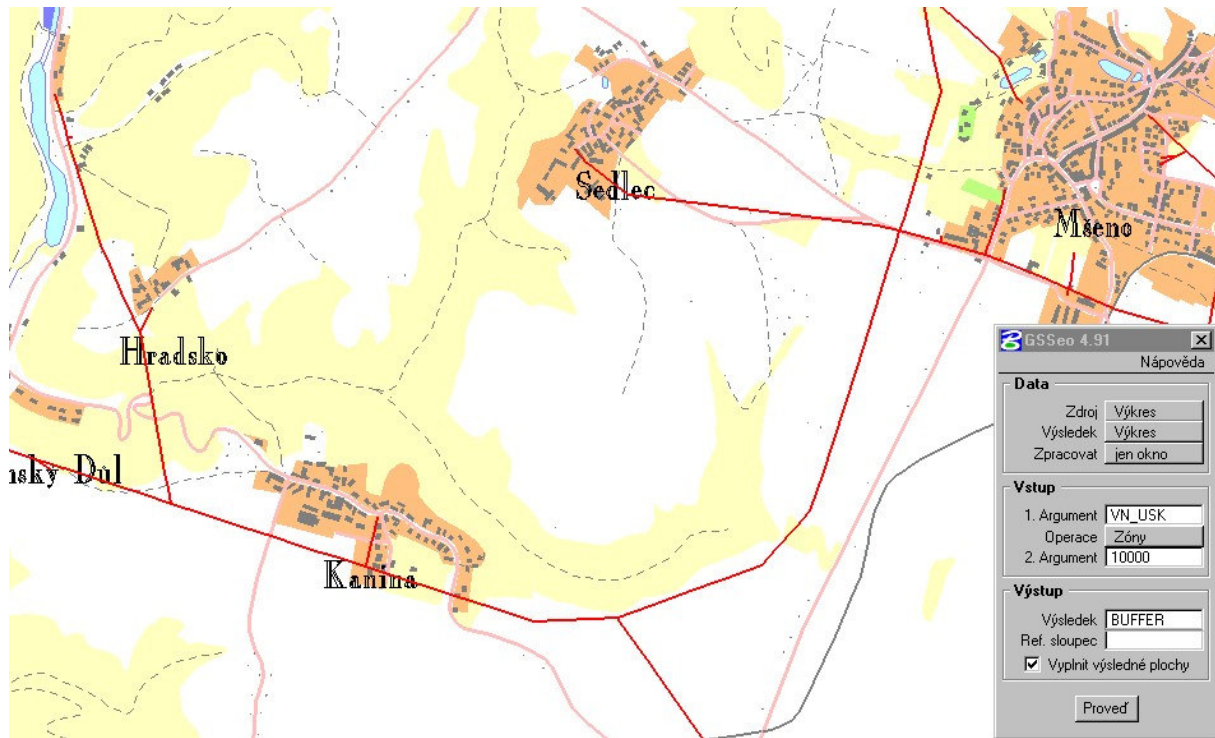 Sedlec
Mšeno
Hradsko
nský Důl
Kanina
GSSeo 4.91
Nápověda
Data
Zdroj Výkres
Výsledek Výkres
Zpracovat jen okno
Vstup
1. Argument VN_USK
Operace Zóny
2. Argument 10000
Výstup
Výsledek BUFFER
Ref. sloupec
Vyplnit výsledné plochy
Proveď